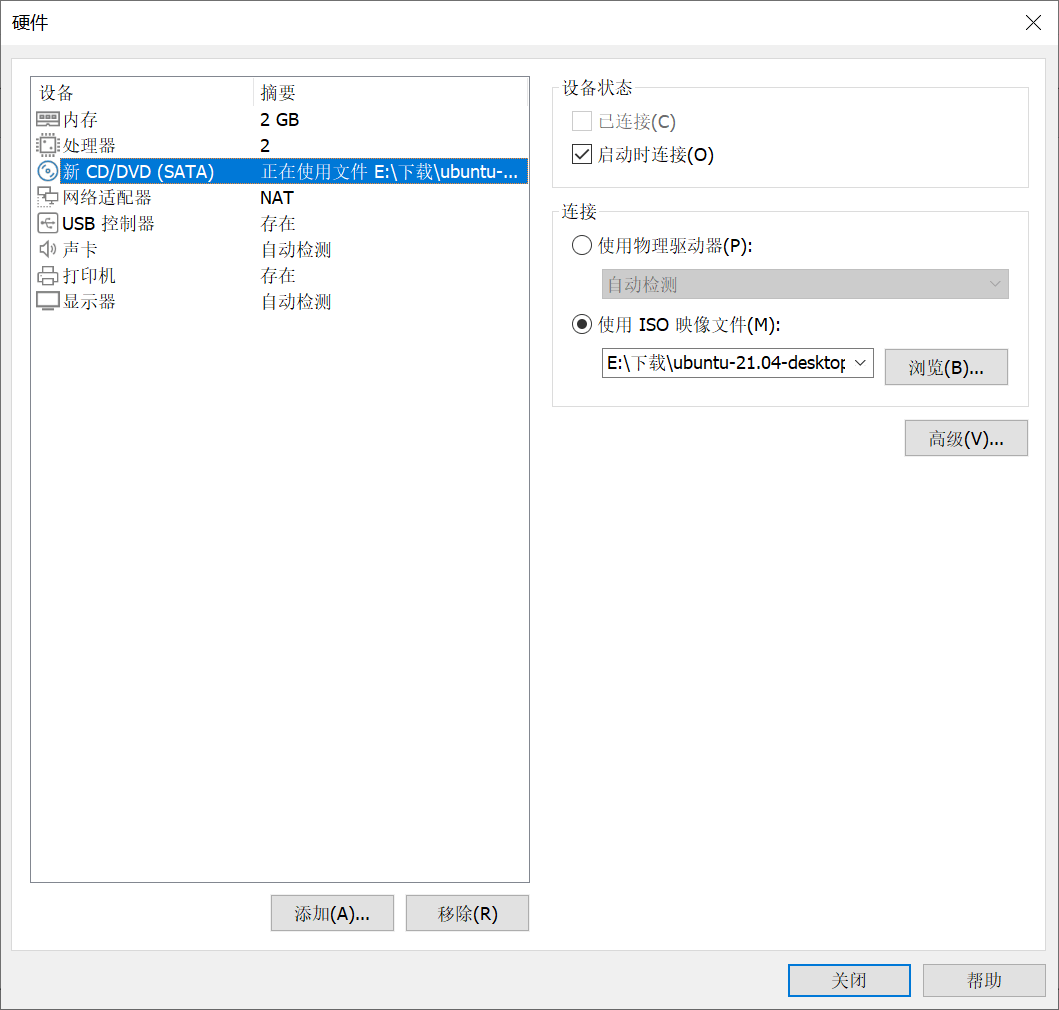 硬件
设备 摘要
内存 2 GB
处理器 2
新 CD/DVD (SATA) 正在使用文件 E:\下载\ubuntu-...
网络适配器 NAT
USB 控制器 存在
声卡 自动检测
打印机 存在
显示器 自动检测
添加(A)... 移除(R)
设备状态
已连接(C)
启动时连接(O)
连接
使用物理驱动器(P):
自动检测
使用 ISO 映像文件(M):
E:\下载\ubuntu-21.04-desktop 浏览(B)...
高级(V)...
关闭 帮助